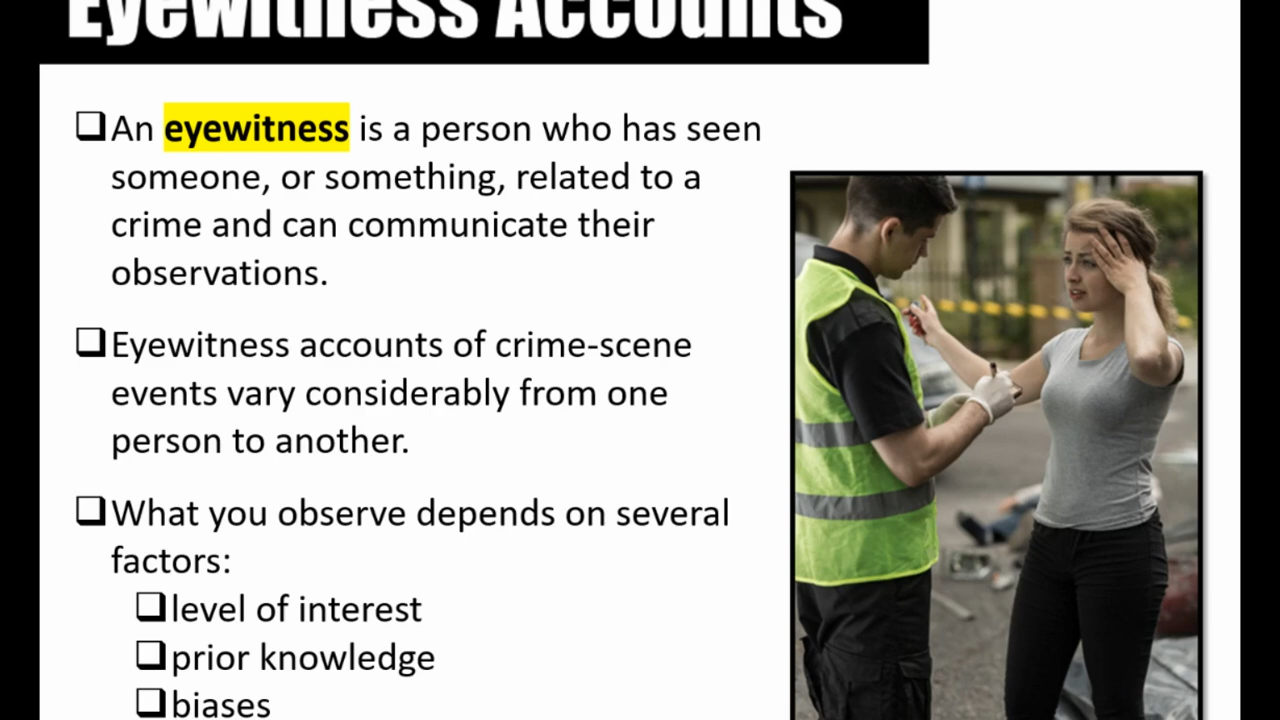 Eyewitness Accounts
An eyewitness is a person who has seen
someone, or something, related to a
crime and can communicate their
observations.
Eyewitness accounts of crime-scene
events vary considerably from one
person to another.
What you observe depends on several
factors:
level of interest
prior knowledge
biases